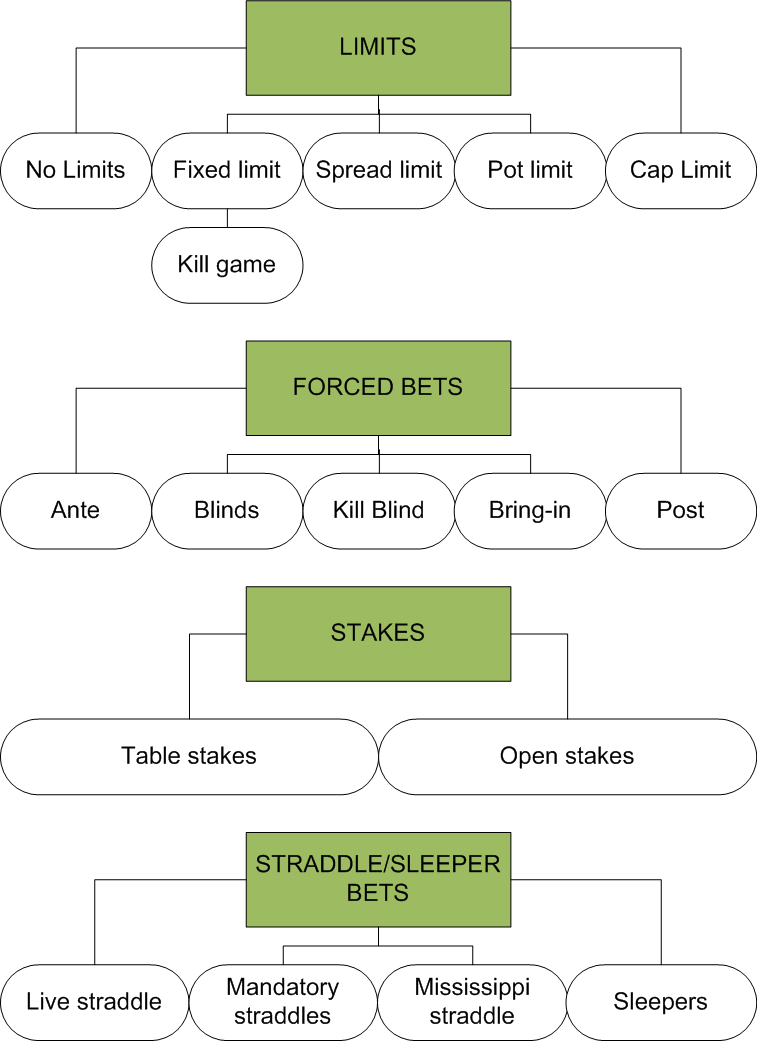 LIMITS
No Limits
Fixed limit
Spread limit
Pot limit
Cap Limit
Kill game
FORCED BETS
Ante
Blinds
Kill Blind
Bring-in
Post
STAKES
Table stakes
Open stakes
STRADDLE/SLEEPER
BETS
Live straddle
Mandatory
straddles
Mississippi
straddle
Sleepers